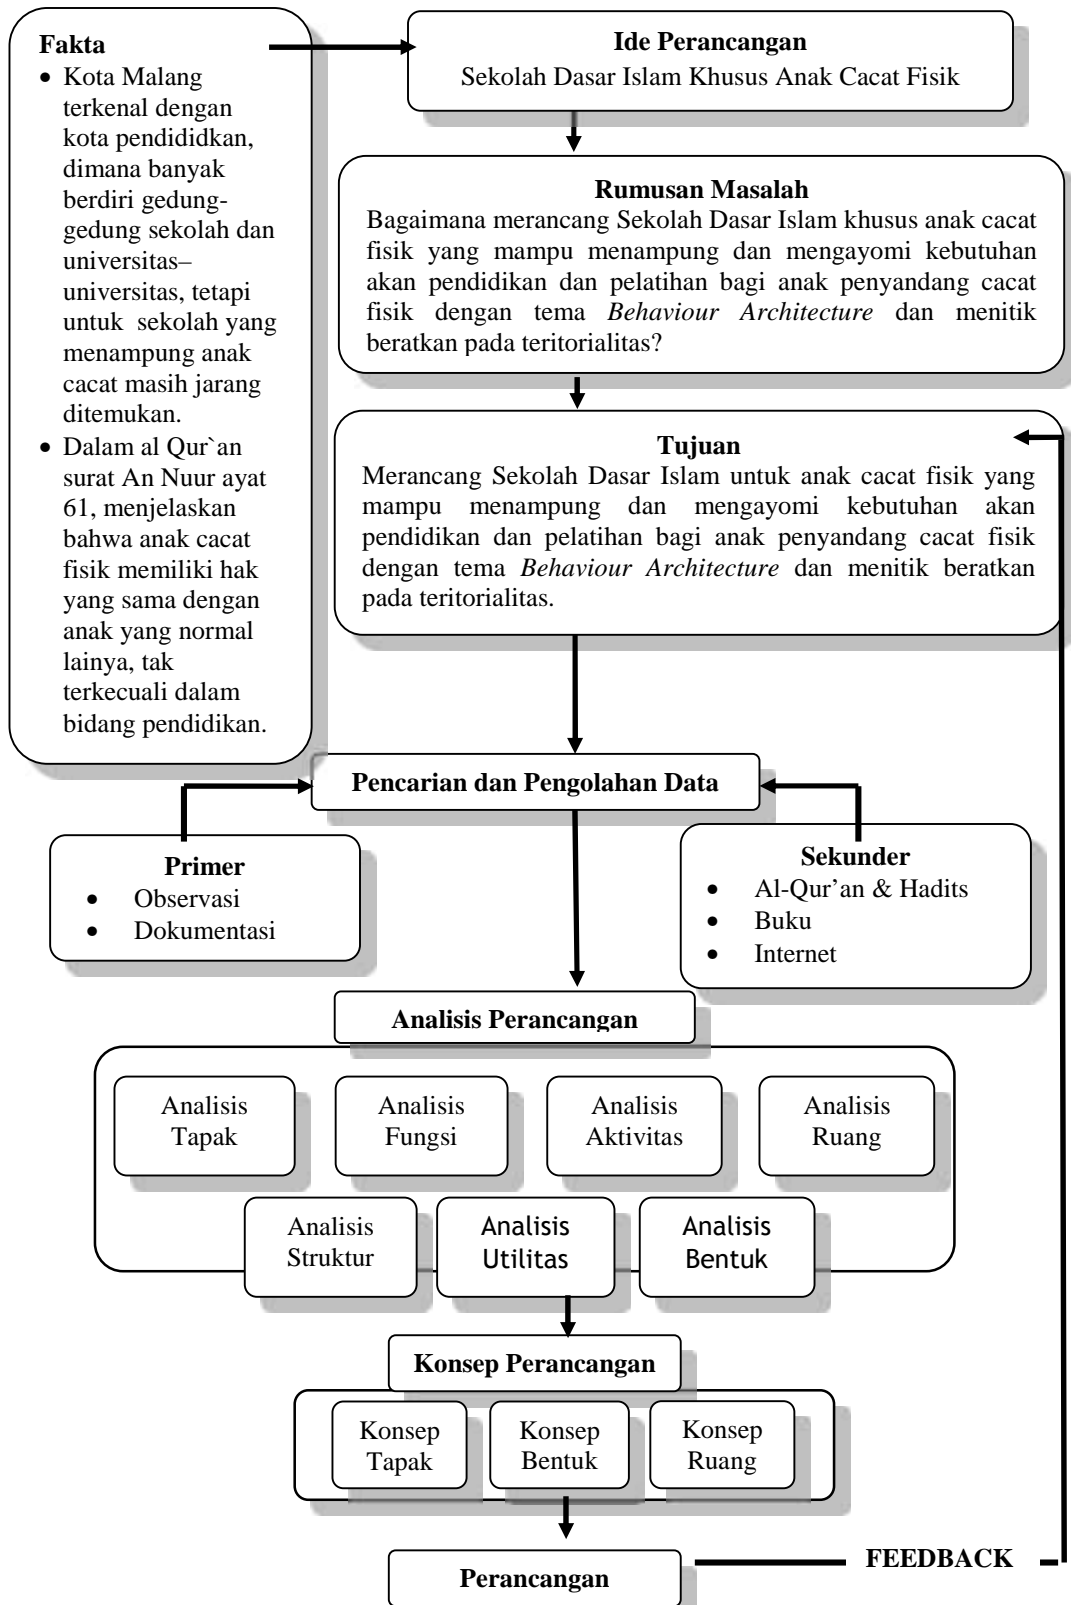 Fakta
• Kota Malang
terkenal dengan
kota pendididkan,
dimana banyak
berdiri gedung-
gedung sekolah dan
universitas–
universitas, tetapi
untuk sekolah yang
menampung anak
cacat masih jarang
ditemukan.
• Dalam al Qur`an
surat An Nuur ayat
61, menjelaskan
bahwa anak cacat
fisik memiliki hak
yang sama dengan
anak yang normal
lainya, tak
terkecuali dalam
bidang pendidikan.
Ide Perancangan
Sekolah Dasar Islam Khusus Anak Cacat Fisik
Rumusan Masalah
Bagaimana merancang Sekolah Dasar Islam khusus anak cacat
fisik yang mampu menampung dan mengayomi kebutuhan
akan pendidikan dan pelatihan bagi anak penyandang cacat
fisik dengan tema Behaviour Architecture dan menitik
beratkan pada teritorialitas?
Tujuan
Merancang Sekolah Dasar Islam untuk anak cacat fisik yang
mampu menampung dan mengayomi kebutuhan akan
pendidikan dan pelatihan bagi anak penyandang cacat fisik
dengan tema Behaviour Architecture dan menitik beratkan
pada teritorialitas.
Pencarian dan Pengolahan Data
Primer
• Observasi
• Dokumentasi
Sekunder
• Al-Qur’an & Hadits
• Buku
• Internet
Analisis Perancangan
Analisis
Tapak
Analisis
Fungsi
Analisis
Aktivitas
Analisis
Ruang
Analisis
Struktur
Analisis
Utilitas
Analisis
Bentuk
Konsep Perancangan
Konsep
Tapak
Konsep
Bentuk
Konsep
Ruang
Perancangan
FEEDBACK